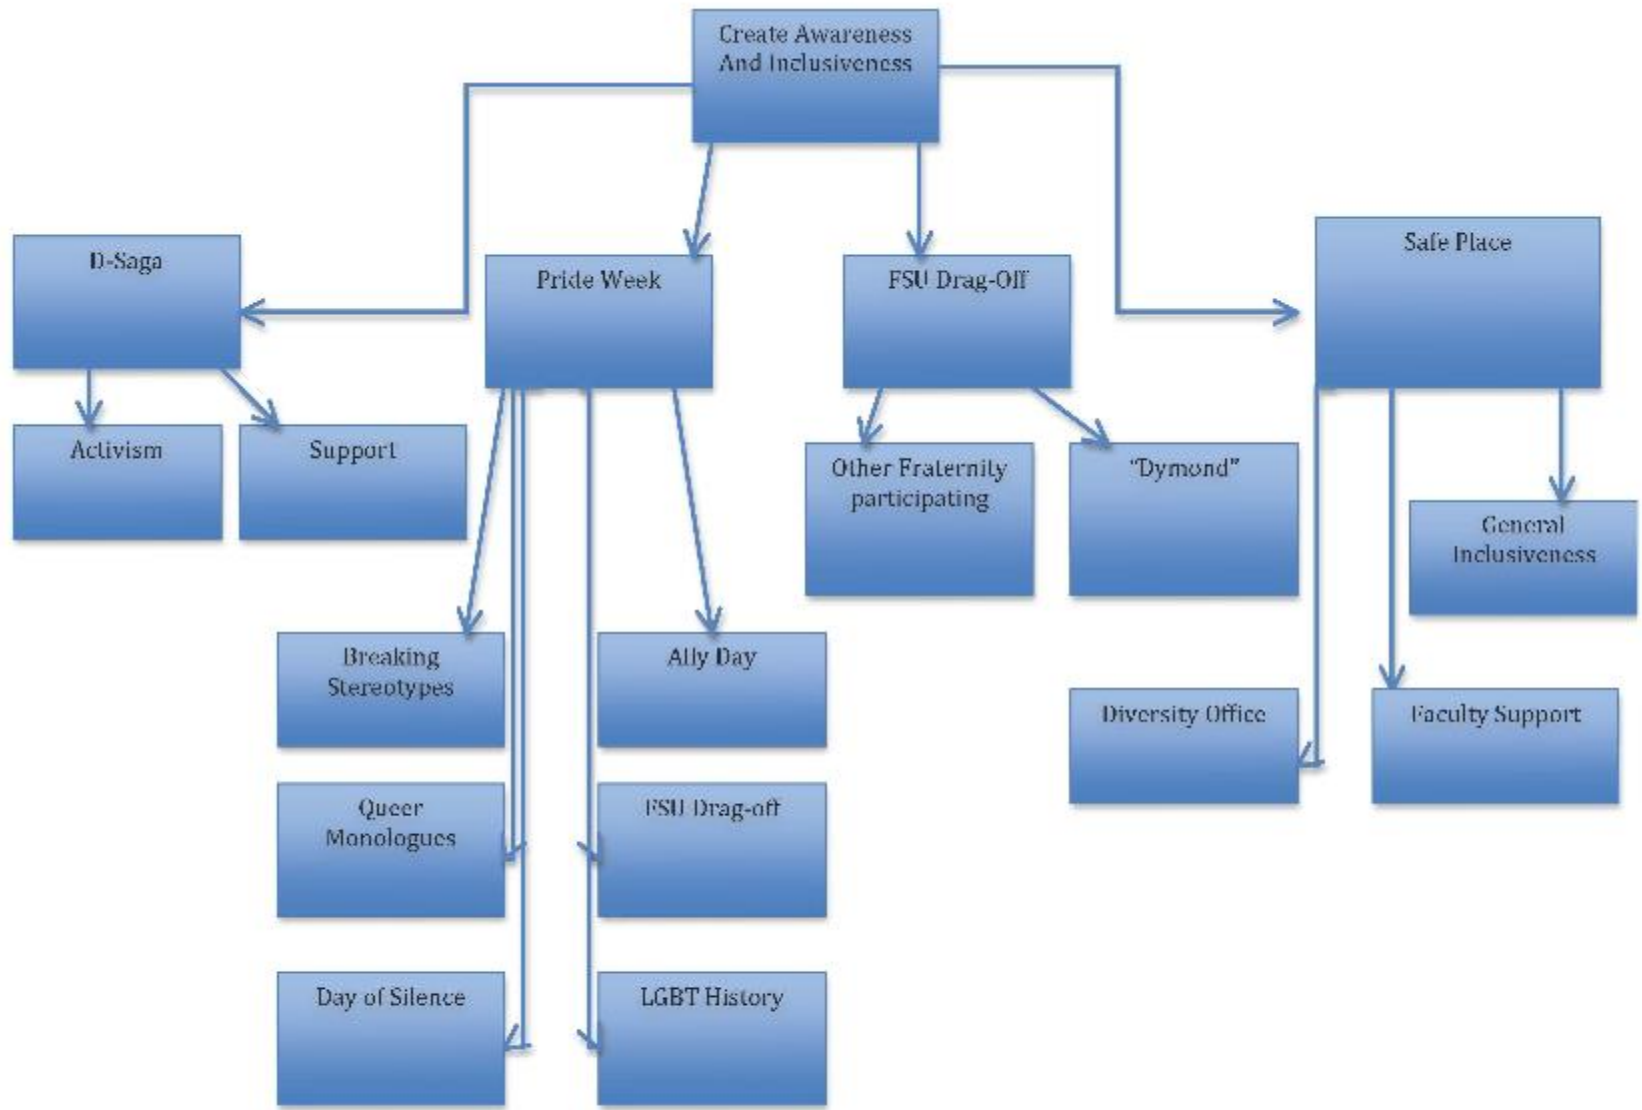 Create Awareness
And Inclusiveness
D-Saga
Pride Week
FSU Drag-Off
Safe Place
Activism
Support
Other Fraternity
participating
“Dymond”
General
Inclusiveness
Breaking
Stereotypes
Ally Day
Diversity Office
Faculty Support
Queer
Monologues
FSU Drag-off
Day of Silence
LGBT History